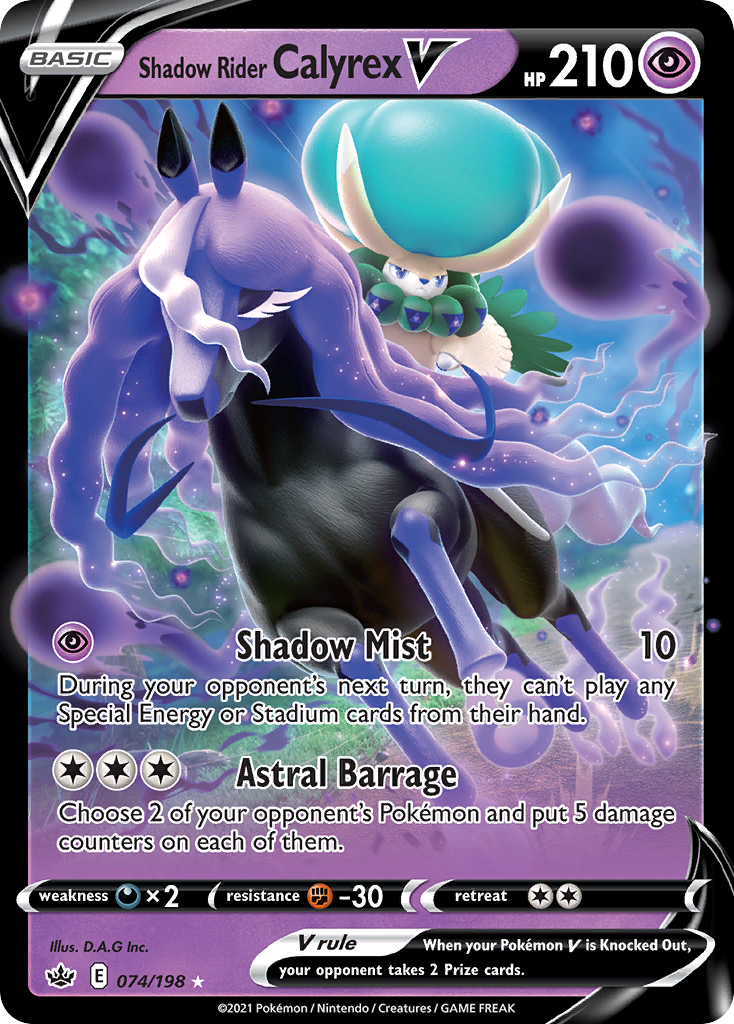 BASIC
Shadow Rider Calyrex V
HP 210
Shadow Mist 10
During your opponent's next turn, they can't play any
Special Energy or Stadium cards from their hand.
Astral Barrage
Choose 2 of your opponent's Pokémon and put 5 damage
counters on each of them.
weakness ×2 resistance -30 retreat
Illus. D.A.G Inc.
V rule When your Pokémon V is Knocked Out,
your opponent takes 2 Prize cards.
E 074/198 ★
©2021 Pokémon / Nintendo / Creatures / GAME FREAK